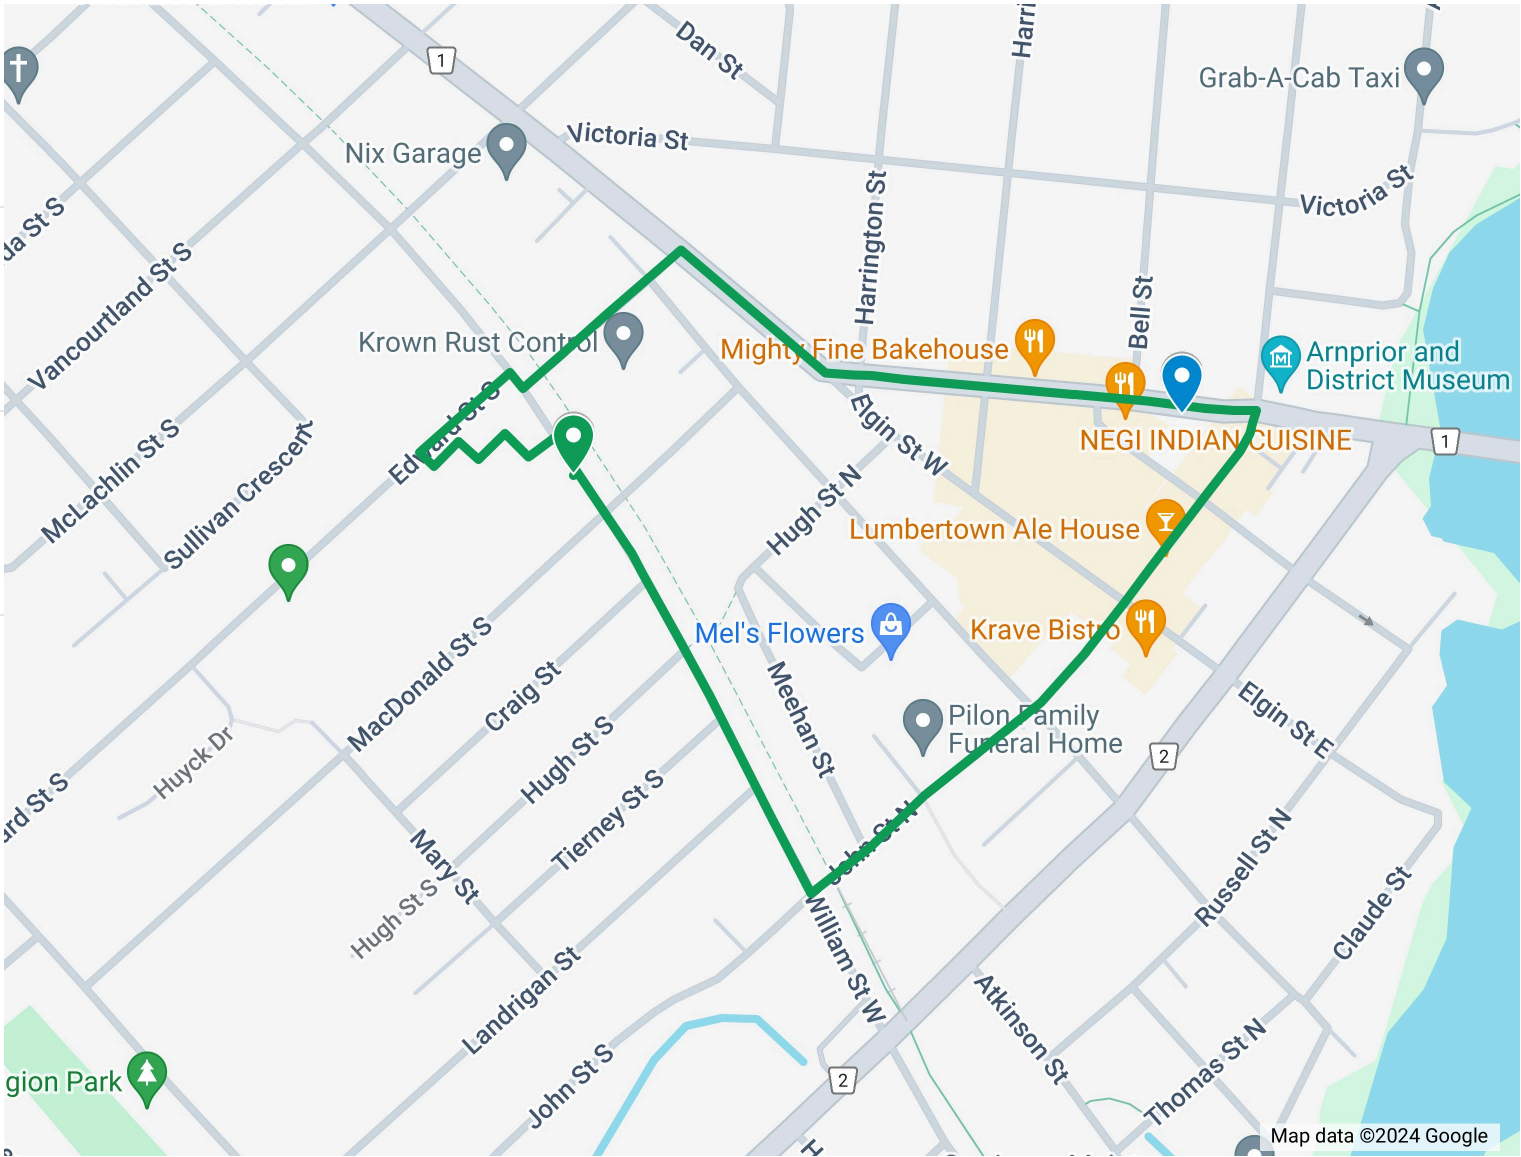 1
Dan St
Harri
Grab-A-Cab Taxi
Victoria St
Nix Garage
Victoria St
da St S
Harrington St
Vancourtland St S
Bell St
Krown Rust Control
Mighty Fine Bakehouse
Arnprior and
District Museum
Edward St S
Elgin St W
NEGI INDIAN CUISINE
1
McLachlin St S
Sullivan Crescent
Hugh St N
Lumbertown Ale House
Mel's Flowers
Krave Bistro
MacDonald St S
Craig St
Meehan St
Pilon Family
Funeral Home
Elgin St E
Huyck Dr
Hugh St S
2
ard St S
Tierney St S
John St N
Mary St
Russell St N
Claude St
Hugh St S
William St W
Landrigan St
Atkinson St
gion Park
John St S
2
Thomas St N
H
Map data ©2024 Google